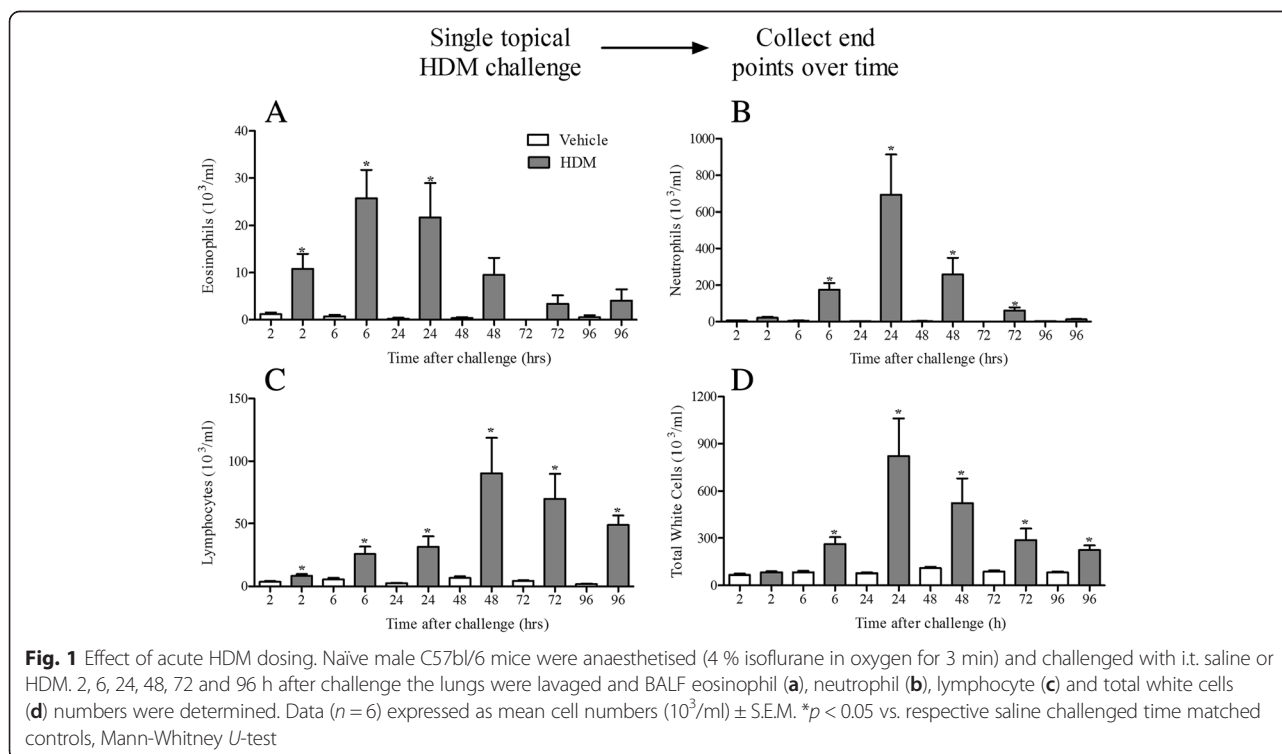 Single topical
HDM challenge
Collect end
points over time
A
Vehicle
HDM
Eosinophils (10³/ml)
40
30
20
10
0
2 2 6 6 24 24 48 48 72 72 96 96
* * *
Time after challenge (hrs)
B
Neutrophils (10³/ml)
1000
800
600
400
200
0
2 2 6 6 24 24 48 48 72 72 96 96
* * * *
Time after challenge (hrs)
C
Lymphocytes (10³/ml)
150
100
50
0
2 2 6 6 24 24 48 48 72 72 96 96
* * * * * *
Time after challenge (hrs)
D
Total White Cells (10³/ml)
1200
900
600
300
0
2 2 6 6 24 24 48 48 72 72 96 96
* * * * *
Time after challenge (h)
Fig. 1 Effect of acute HDM dosing. Naïve male C57bl/6 mice were anaesthetised (4 % isoflurane in oxygen for 3 min) and challenged with i.t. saline or
HDM. 2, 6, 24, 48, 72 and 96 h after challenge the lungs were lavaged and BALF eosinophil (a), neutrophil (b), lymphocyte (c) and total white cells
(d) numbers were determined. Data (n = 6) expressed as mean cell numbers (10³/ml) ± S.E.M. *p < 0.05 vs. respective saline challenged time matched
controls, Mann-Whitney U-test